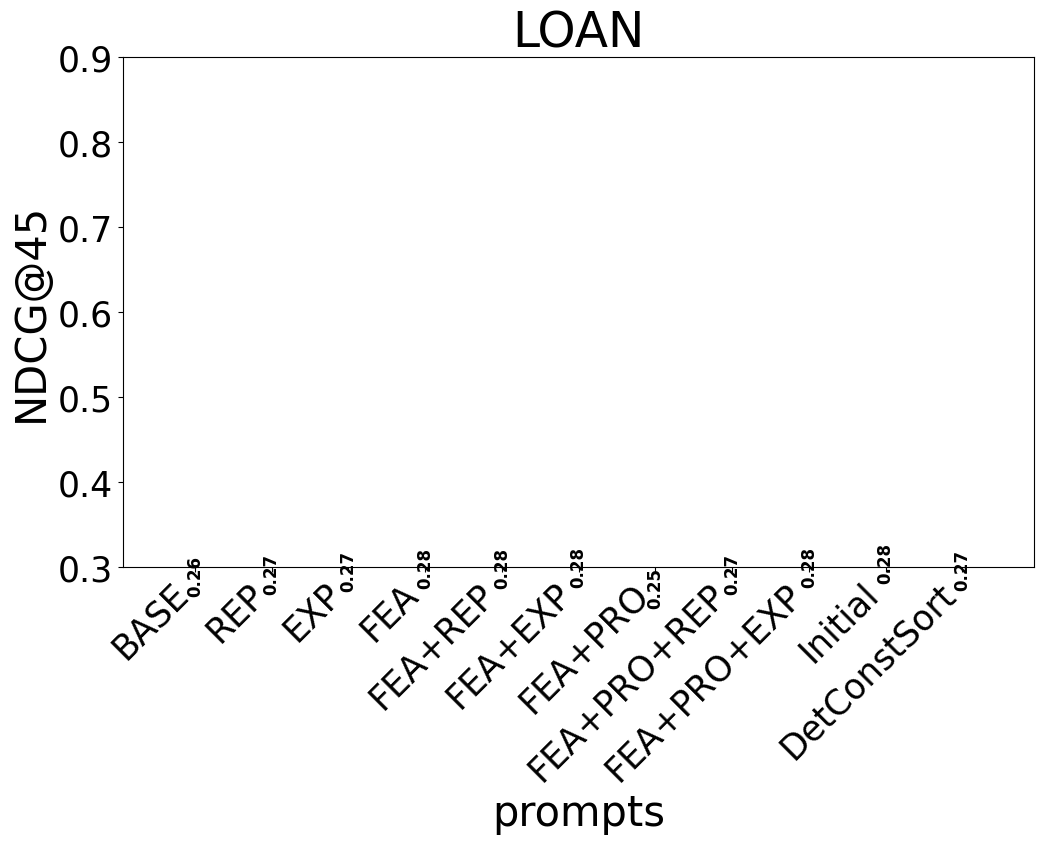 LOAN
NDCG@45
0.9
0.8
0.7
0.6
0.5
0.4
0.3
0.26
0.27
0.27
0.28
0.28
0.28
0.25
0.27
0.28
0.28
0.27
BASE
REP
EXP
FEA
FEA+REP
FEA+EXP
FEA+PRO
FEA+PRO+REP
FEA+PRO+EXP
Initial
DetConstSort
prompts